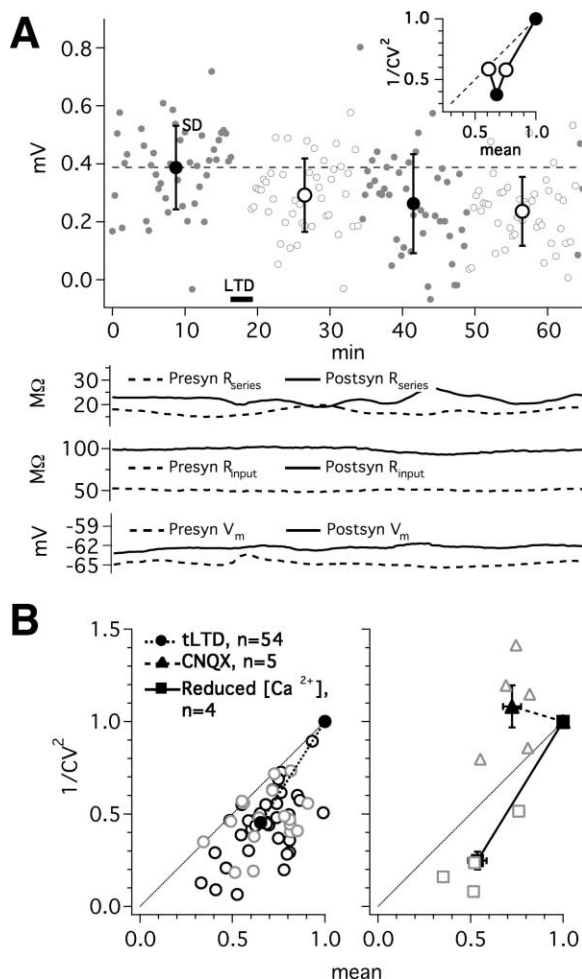 A
0.8
0.6
0.4
0.2
0.0
mV
SD
LTD
0 10 20 30 40 50 60
min
1/CV²
1.0
0.5
0.5 1.0
mean
MΩ
30
20
Presyn R_series Postsyn R_series
MΩ
100
50
Presyn R_input Postsyn R_input
mV
-59
-62
-65
Presyn V_m Postsyn V_m
B
1/CV²
1.5
1.0
0.5
0.0
tLTD, n=54
CNQX, n=5
Reduced [Ca ²⁺],
n=4
0.0 0.5 1.0 0.0 0.5 1.0
mean